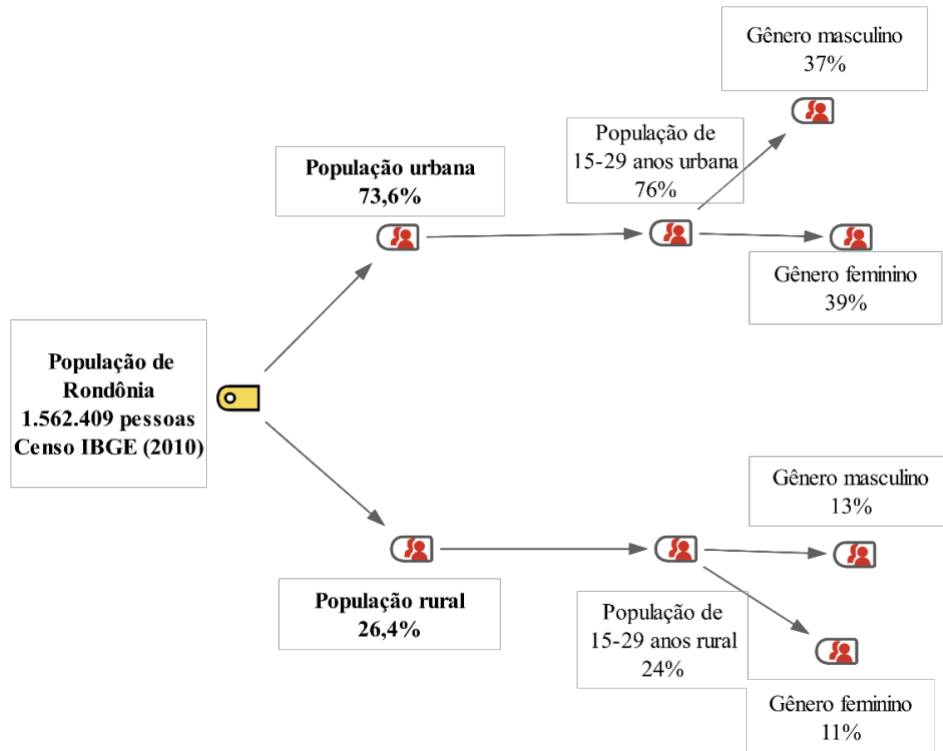 Gênero masculino
37%
População de
15-29 anos urbana
76%
População urbana
73,6%
Gênero feminino
39%
População de
Rondônia
1.562.409 pessoas
Censo IBGE (2010)
Gênero masculino
13%
População rural
26,4%
População de
15-29 anos rural
24%
Gênero feminino
11%